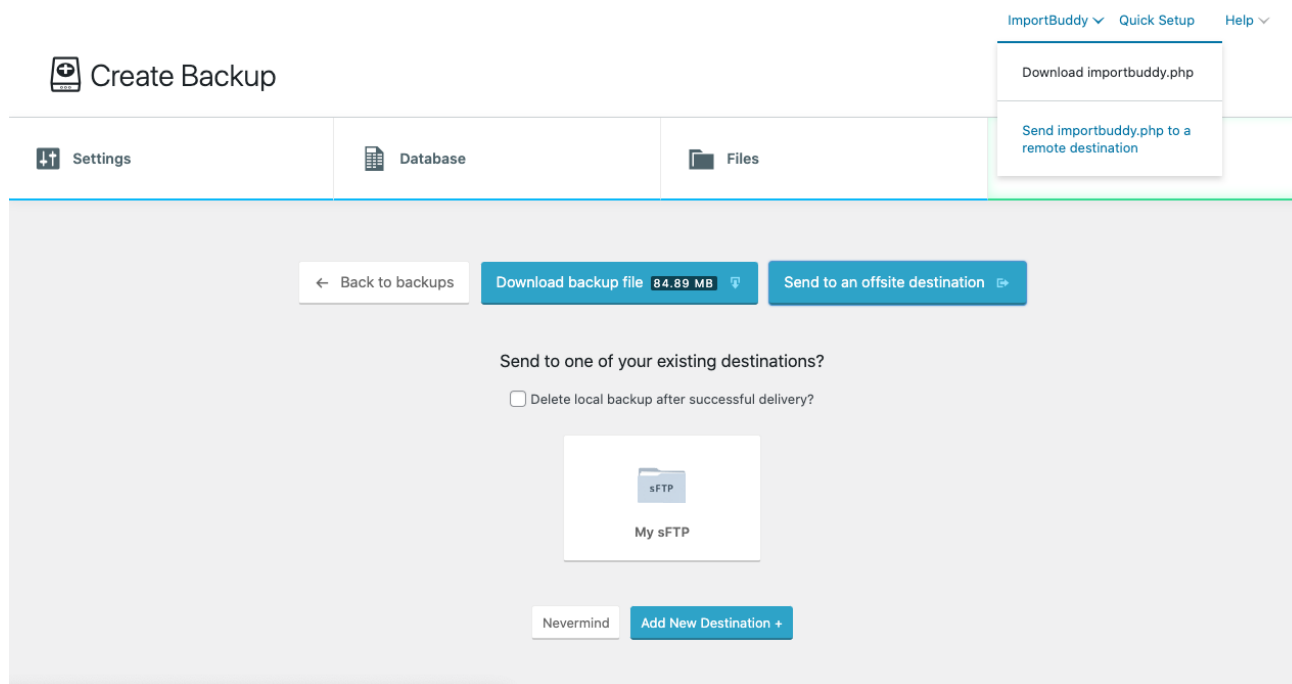 ImportBuddy Quick Setup Help
Download importbuddy.php
Send importbuddy.php to a
remote destination
Create Backup
Settings Database Files
← Back to backups Download backup file 84.89 MB Send to an offsite destination
Send to one of your existing destinations?
Delete local backup after successful delivery?
sFTP
My sFTP
Nevermind Add New Destination +